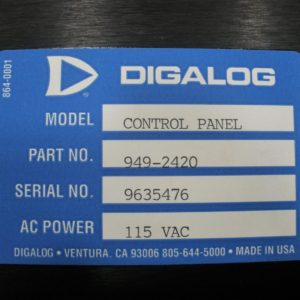 864-0001
DIGALOG
®
MODEL CONTROL PANEL
PART NO. 949-2420
SERIAL NO. 9635476
AC POWER 115 VAC
DIGALOG • VENTURA, CA 93006 805-644-5000 • MADE IN USA